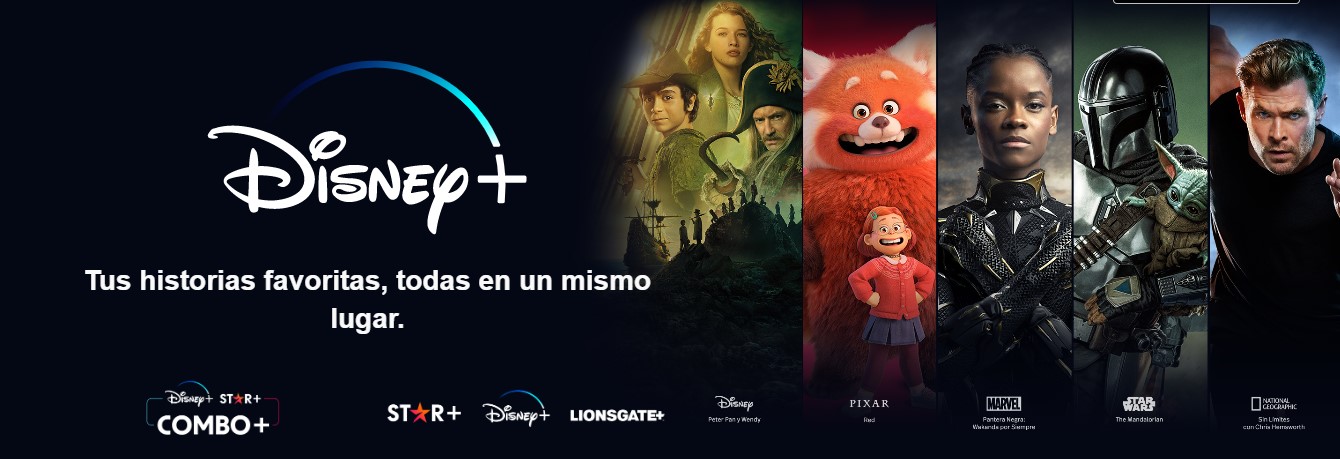 Disney+
Tus historias favoritas, todas en un mismo
lugar.
Disney+ STAR+
COMBO+
STAR+
Disney+
LIONSGATE+
Disney
Peter Pan y Wendy
PIXAR
Red
MARVEL
Pantera Negra:
Wakanda por Siempre
STAR
WARS
The Mandalorian
NATIONAL
GEOGRAPHIC
Sin Límites
con Chris Hemsworth